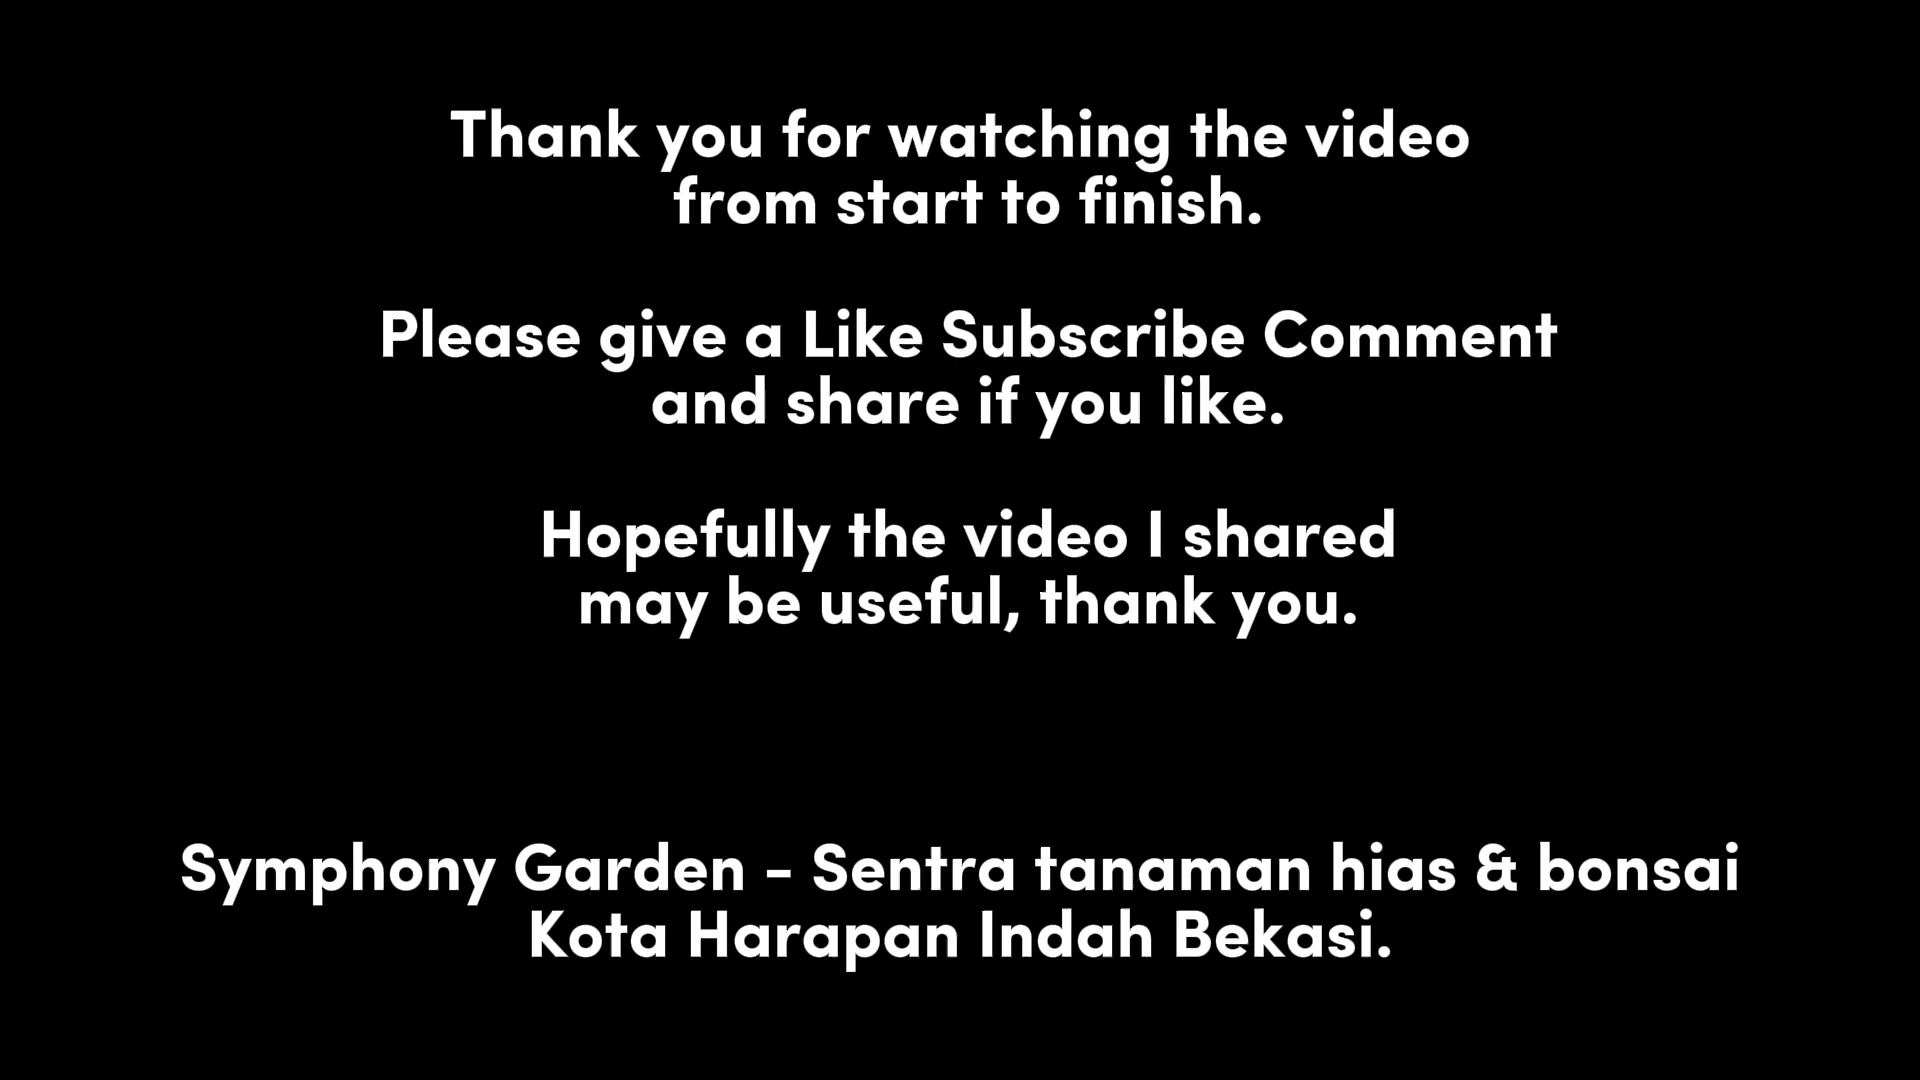 Thank you for watching the video
from start to finish.
Please give a Like Subscribe Comment
and share if you like.
Hopefully the video I shared
may be useful, thank you.
Symphony Garden - Sentra tanaman hias & bonsai
Kota Harapan Indah Bekasi.